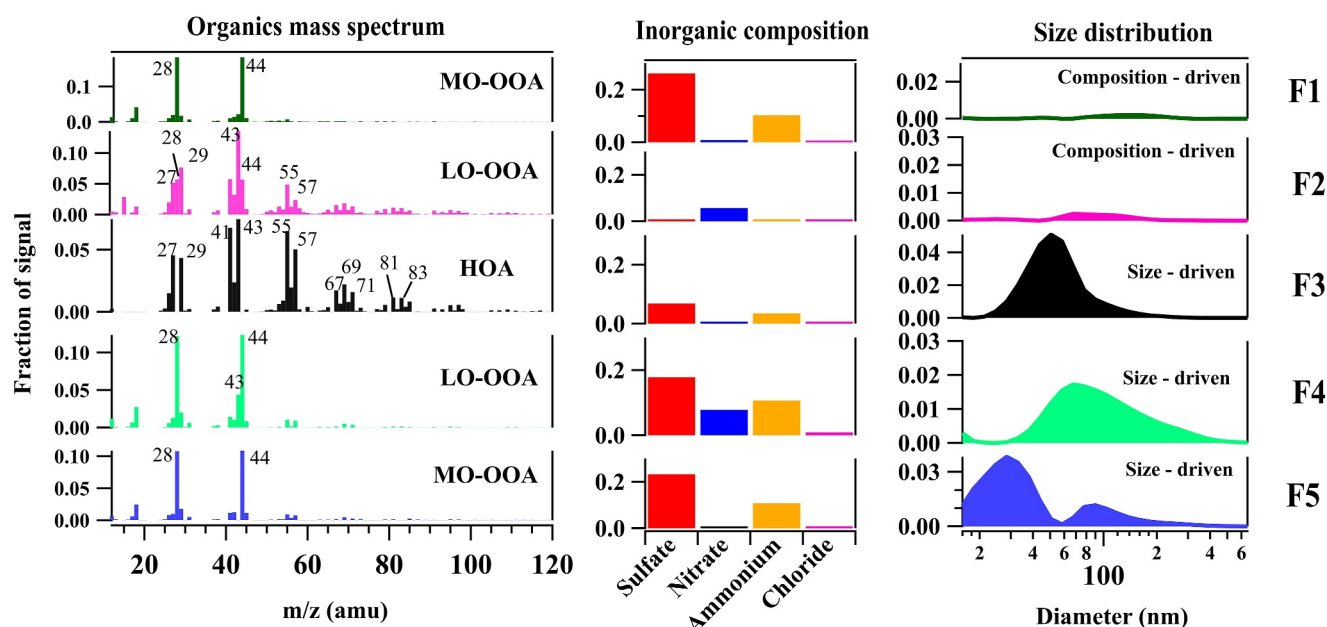 Organics mass spectrum
Inorganic composition
Size distribution
Fraction of signal
0.1
0.0
28
44
MO-OOA
0.2
0.0
0.02
0.00
Composition - driven
F1
0.10
0.05
0.00
27
28
29
43
44
55
57
LO-OOA
0.2
0.0
0.03
0.02
0.01
0.00
Composition - driven
F2
0.05
0.00
27
29
41
43
55
57
67
69
71
81
83
HOA
0.2
0.0
0.04
0.02
0.00
Size - driven
F3
0.10
0.05
0.00
28
43
44
LO-OOA
0.2
0.0
0.03
0.02
0.01
0.00
Size - driven
F4
0.10
0.05
0.00
28
44
MO-OOA
0.2
0.0
0.03
0.00
Size - driven
F5
20 40 60 80 100 120
m/z (amu)
Sulfate
Nitrate
Ammonium
Chloride
2 4 6 8 2 4 6
100
Diameter (nm)